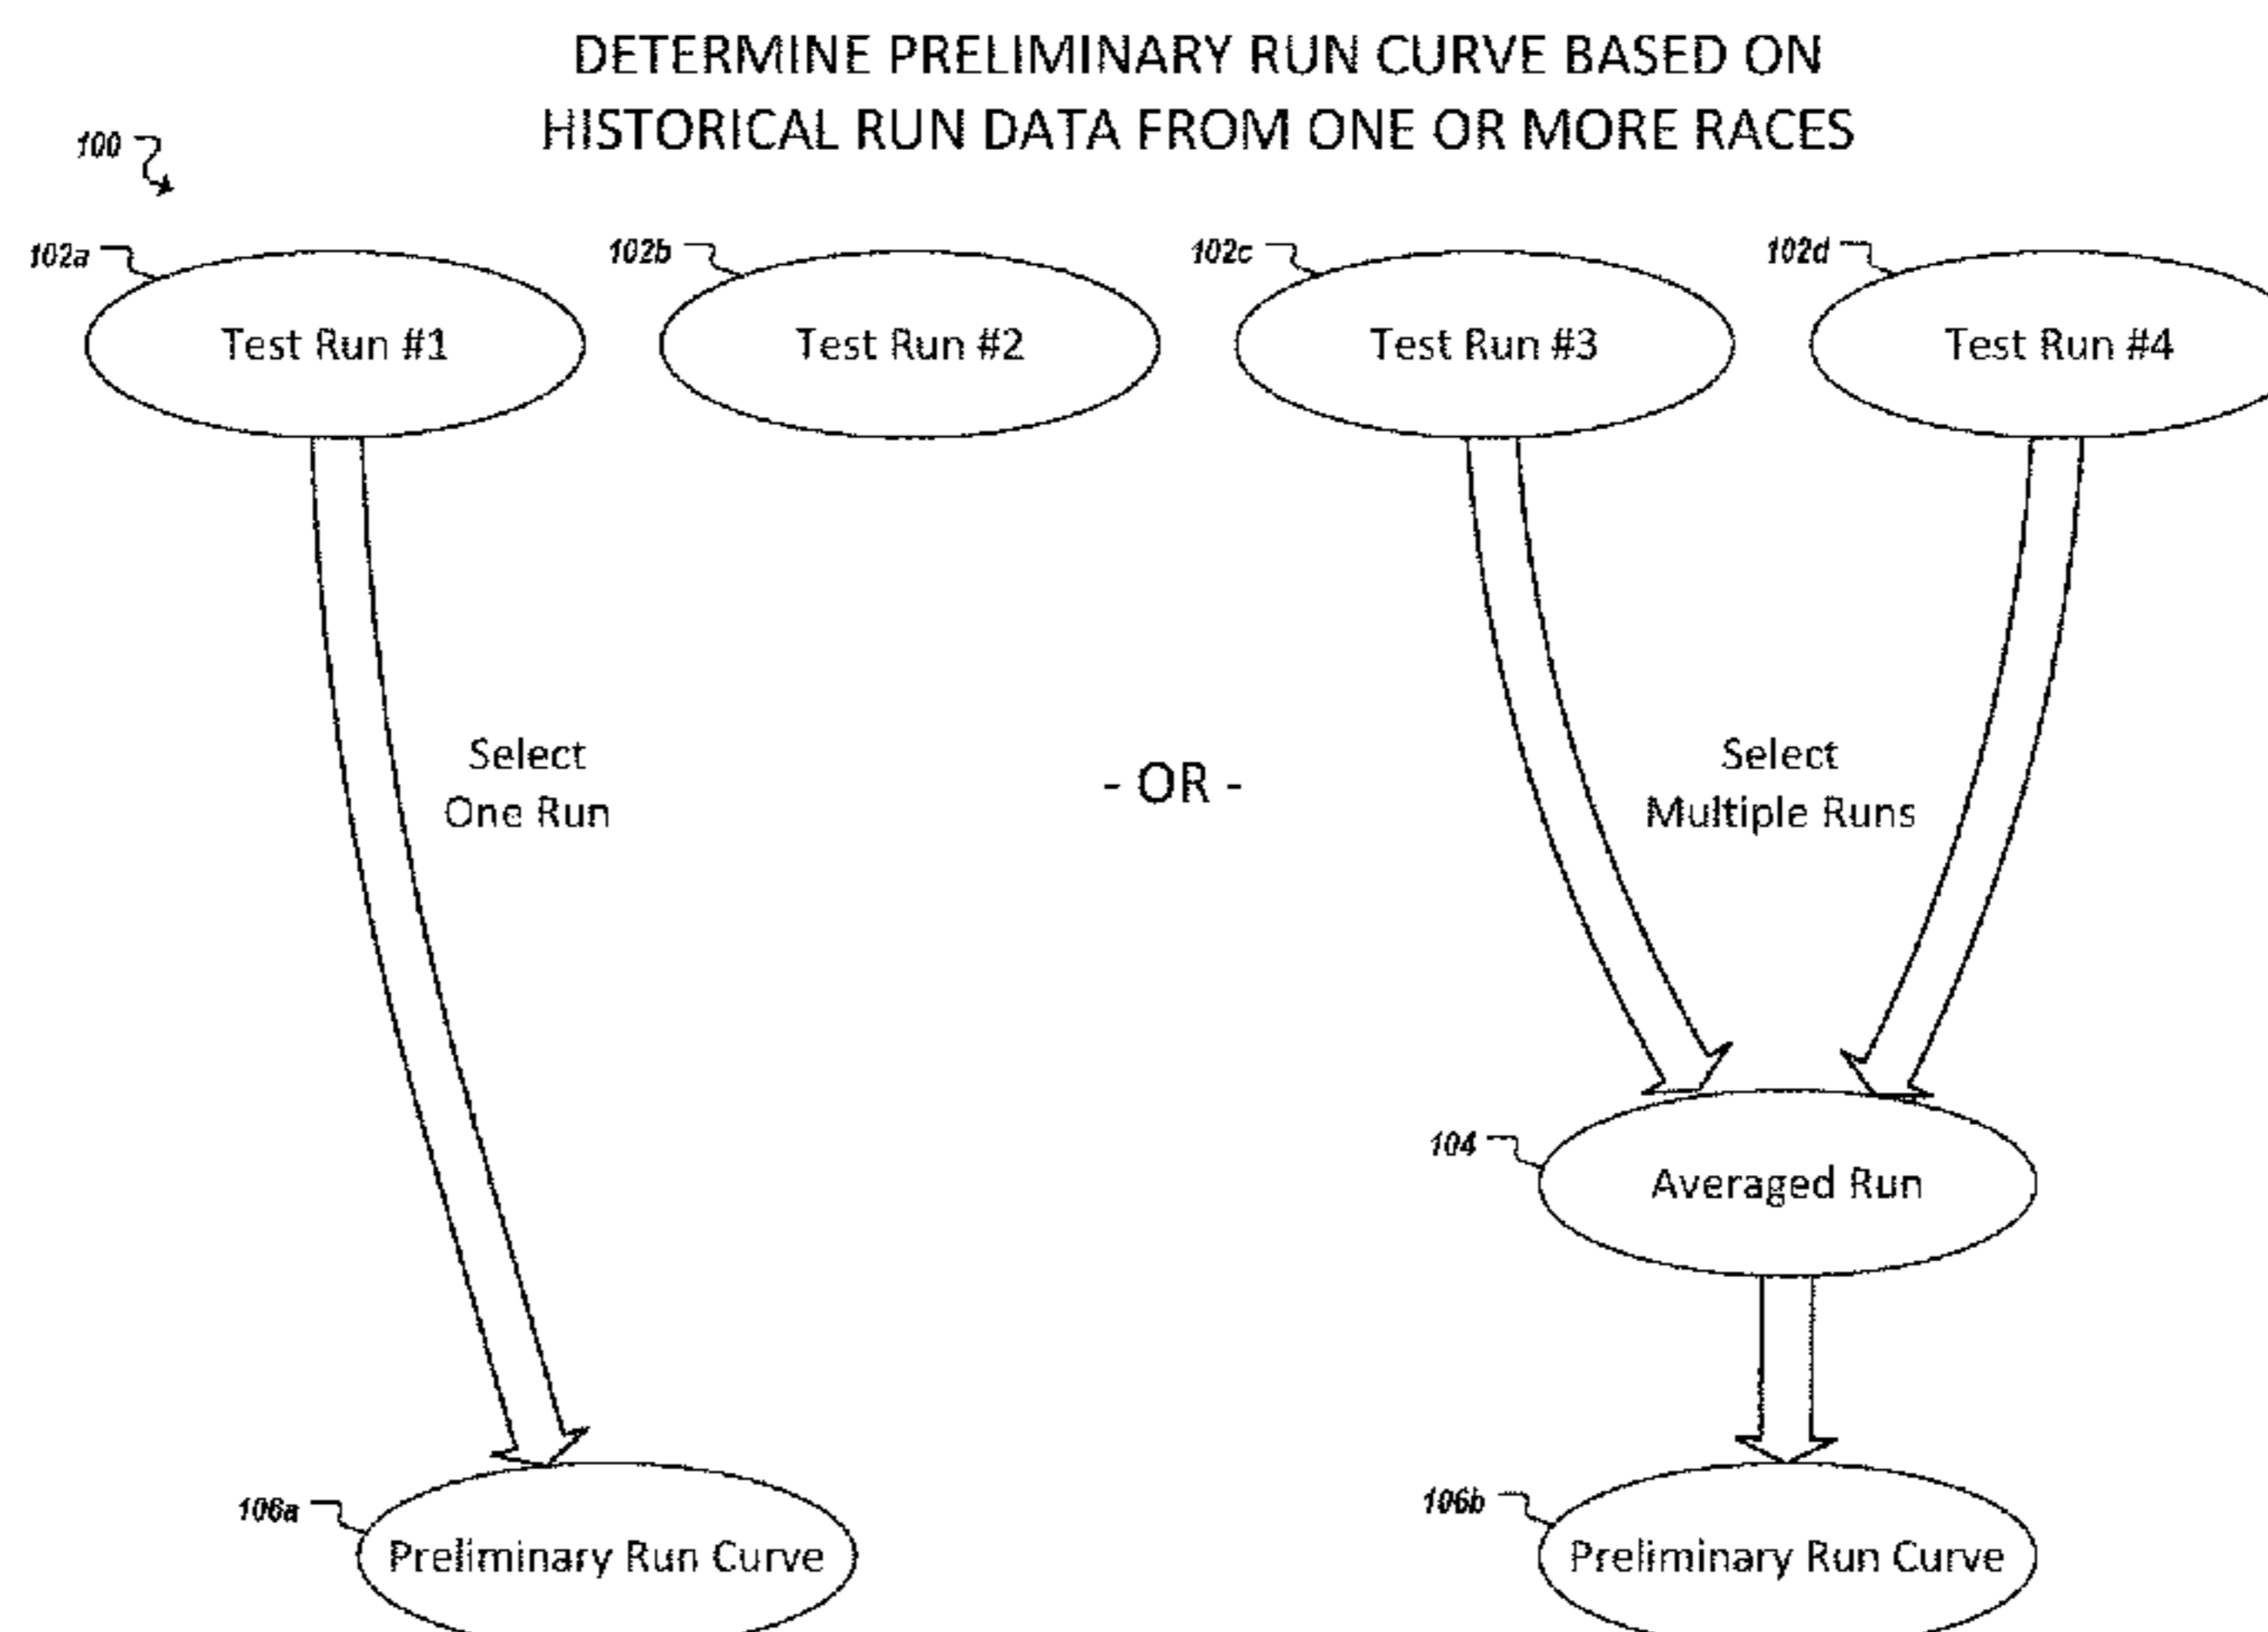 DETERMINE PRELIMINARY RUN CURVE BASED ON
HISTORICAL RUN DATA FROM ONE OR MORE RACES
100
102a
102b
102c
102d
Test Run #1
Test Run #2
Test Run #3
Test Run #4
Select
One Run
- OR -
Select
Multiple Runs
104
Averaged Run
106a
106b
Preliminary Run Curve
Preliminary Run Curve